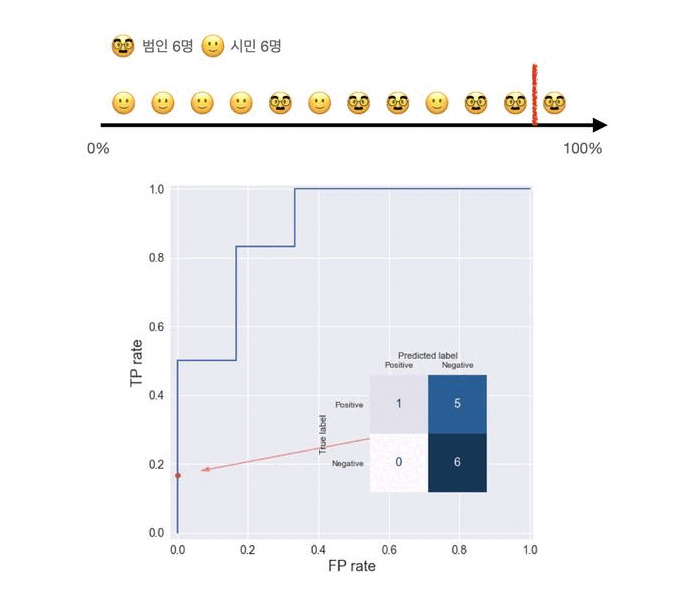 범인 6명 시민 6명
0% 100%
1.0
0.8
0.6
0.4
0.2
0.0
TP rate
Predicted label
Positive Negative
True label
Positive 1 5
Negative 0 6
0.0 0.2 0.4 0.6 0.8 1.0
FP rate